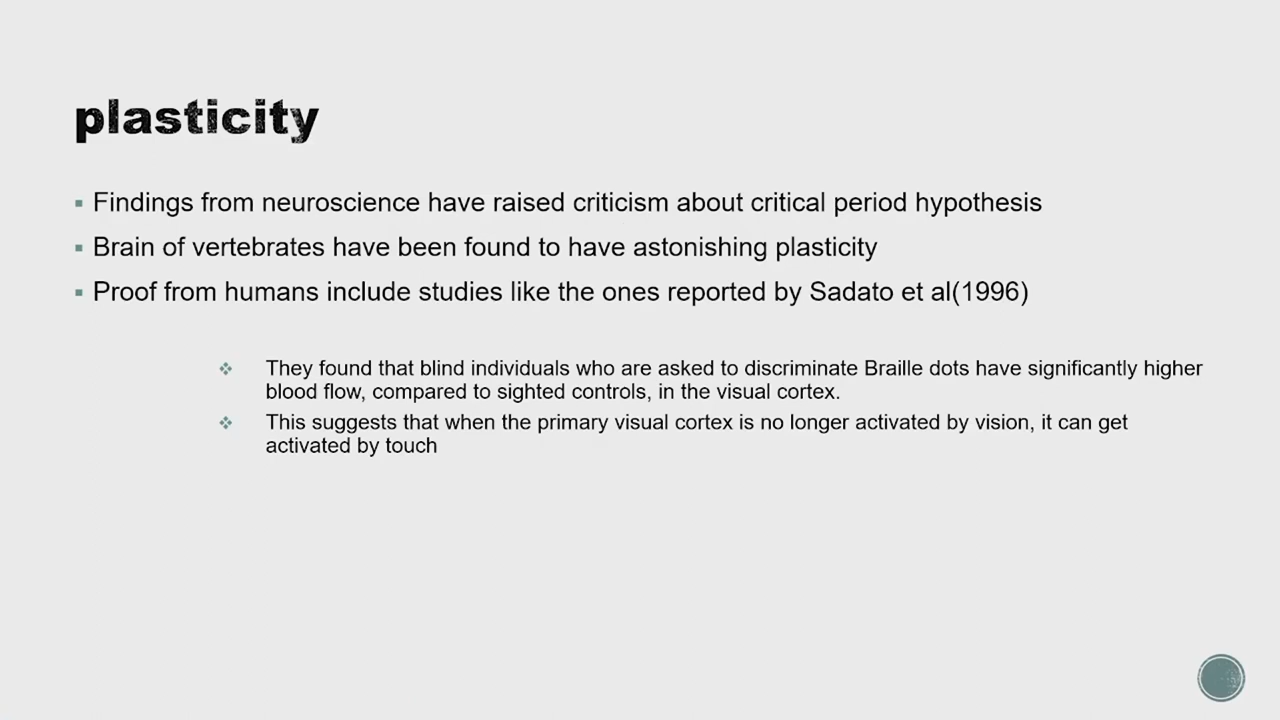 plasticity
Findings from neuroscience have raised criticism about critical period hypothesis
Brain of vertebrates have been found to have astonishing plasticity
Proof from humans include studies like the ones reported by Sadato et al(1996)
They found that blind individuals who are asked to discriminate Braille dots have significantly higher
blood flow, compared to sighted controls, in the visual cortex.
This suggests that when the primary visual cortex is no longer activated by vision, it can get
activated by touch